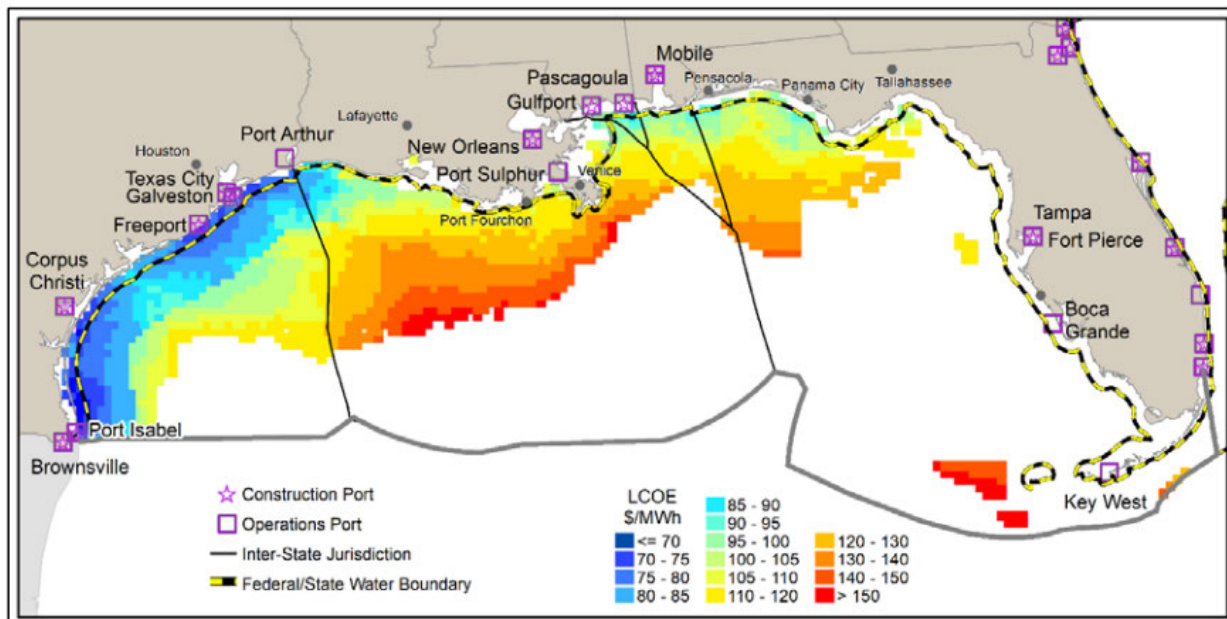 Mobile
Pascagoula
Pensacola
Panama City
Tallahassee
Gulfport
Lafayette
Port Arthur
New Orleans
Houston
Port Sulphur
Venice
Texas City
Galveston
Port Fourchon
Freeport
Tampa
Fort Pierce
Corpus
Christi
Boca
Grande
Port Isabel
Brownsville
Key West
Construction Port
Operations Port
Inter-State Jurisdiction
Federal/State Water Boundary
LCOE
$/MWh
<= 70
70 - 75
75 - 80
80 - 85
85 - 90
90 - 95
95 - 100
100 - 105
105 - 110
110 - 120
120 - 130
130 - 140
140 - 150
> 150